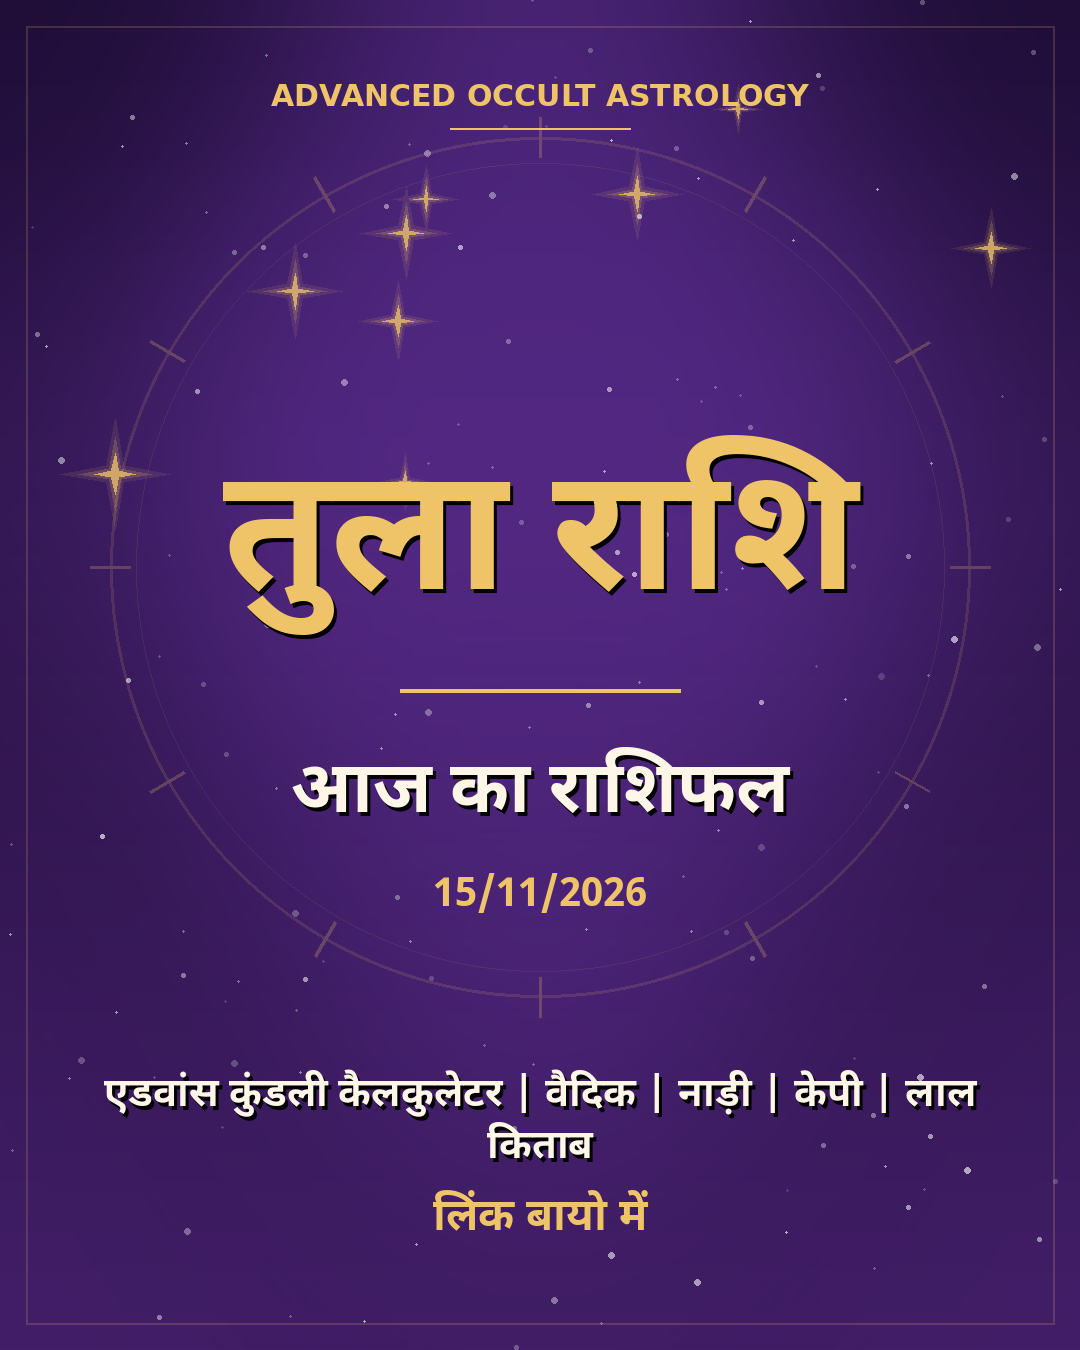 ADVANCED OCCULT ASTROLOGY
तुला राशि
आज का राशिफल
15/11/2026
एडवांस कुंडली कैलकुलेटर | वैदिक | नाड़ी | केपी | लाल
किताब
लिंक बायो में